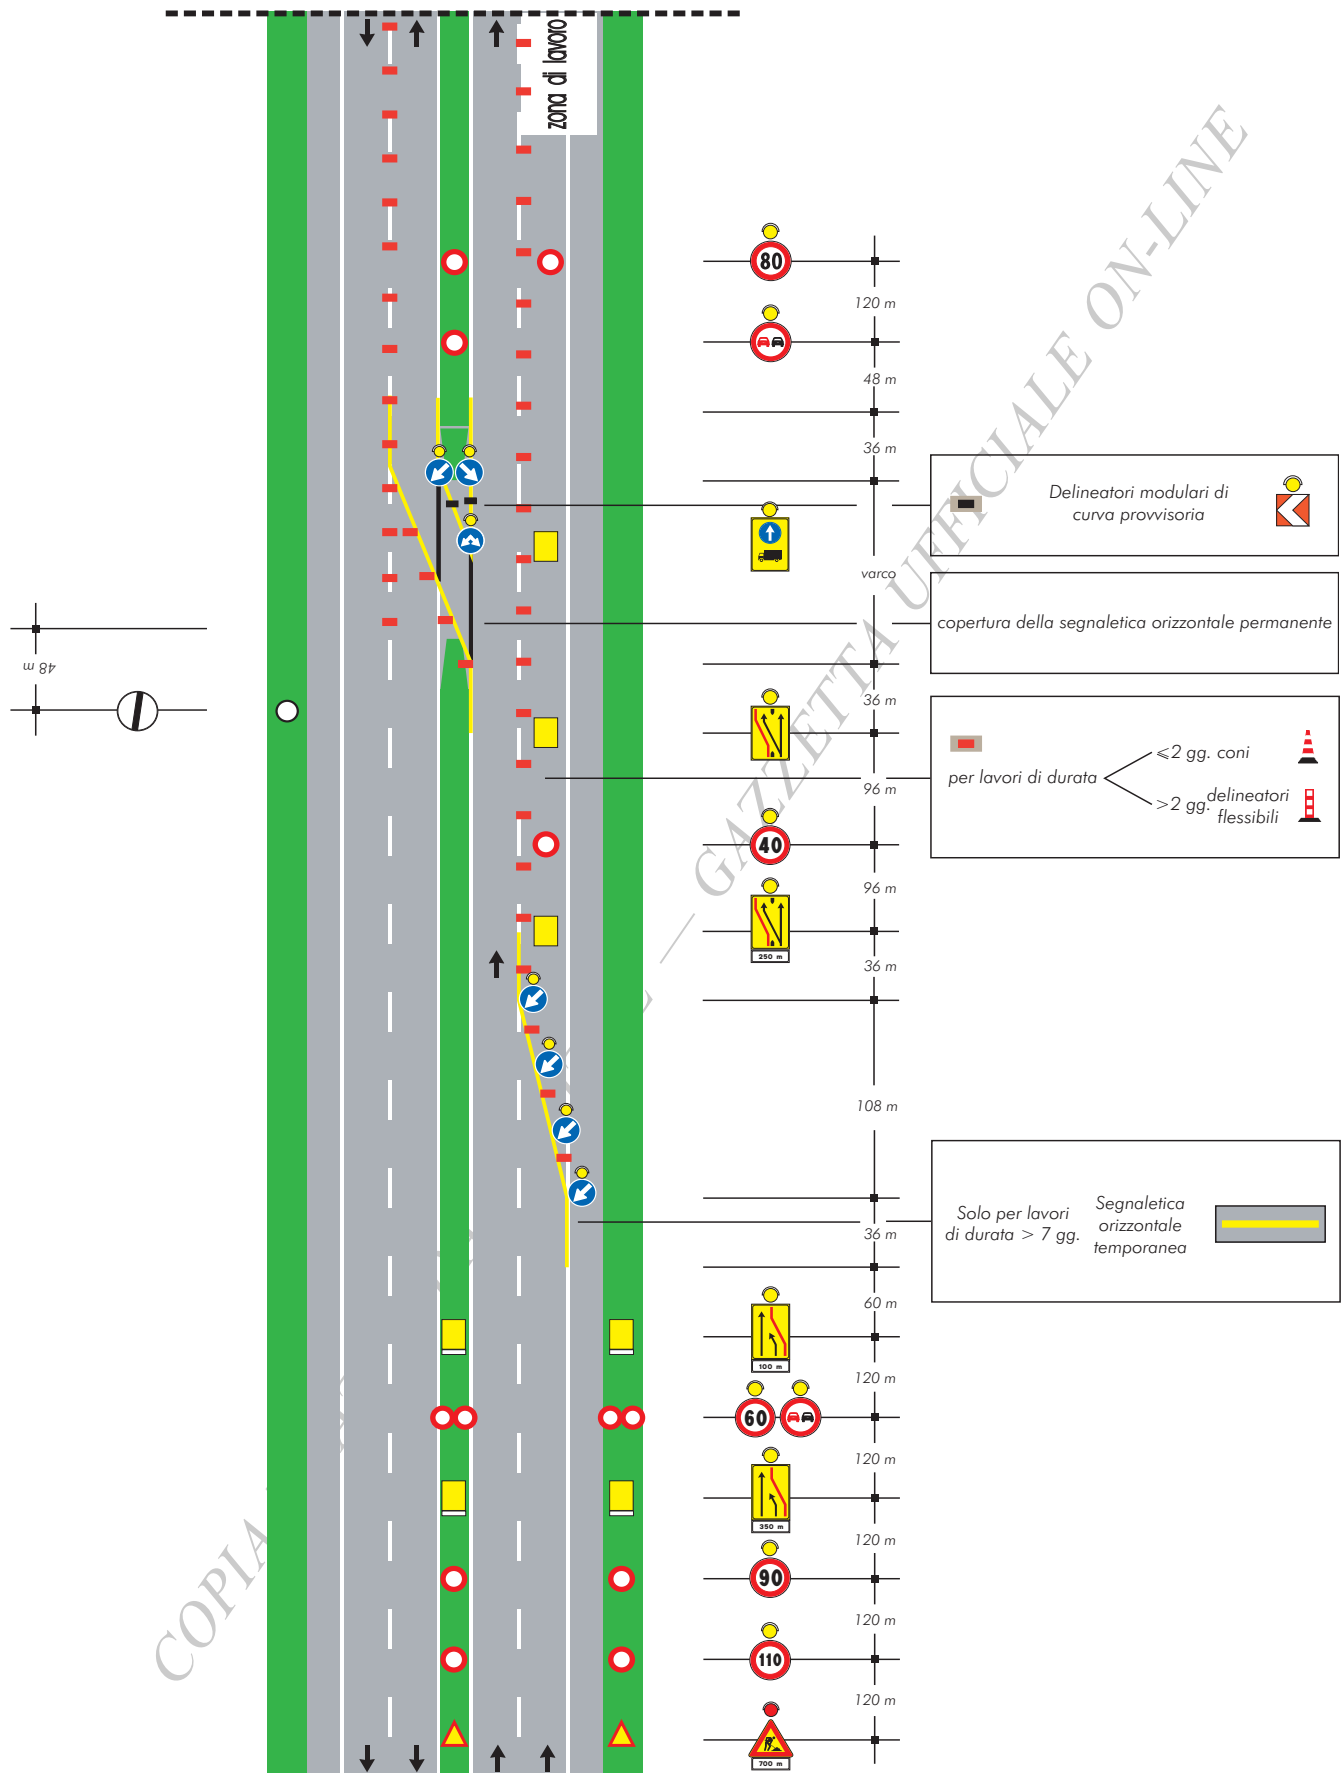 zona di lavoro
80
120 m
48 m
36 m
Delineatori modulari di
curva provvisoria
varco
copertura della segnaletica orizzontale permanente
48 m
36 m
per lavori di durata
⩽2 gg. coni
>2 gg. delineatori
flessibili
96 m
40
96 m
250 m
36 m
108 m
Solo per lavori
di durata > 7 gg.
Segnaletica
orizzontale
temporanea
36 m
60 m
100 m
120 m
60
120 m
350 m
120 m
90
120 m
110
120 m
700 m
COPIA
— GAZZETTA UFFICIALE ON-LINE